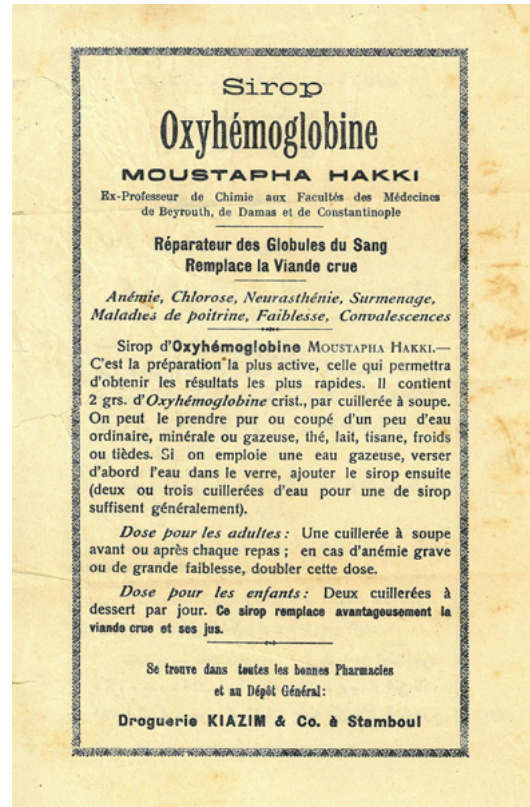 Sirop
Oxyhémoglobine
MOUSTAPHA HAKKI
Ex-Professeur de Chimie aux Facultés des Médecines
de Beyrouth, de Damas et de Constantinople
Réparateur des Globules du Sang
Remplace la Viande crue
Anémie, Chlorose, Neurasthénie, Surmenage,
Maladies de poitrine, Faiblesse, Convalescences
Sirop d'Oxyhémoglobine MOUSTAPHA HAKKI.—
C'est la préparation la plus active, celle qui permettra
d'obtenir les résultats les plus rapides. Il contient
2 grs. d'Oxyhémoglobine crist., par cuillerée à soupe.
On peut le prendre pur ou coupé d'un peu d'eau
ordinaire, minérale ou gazeuse, thé, lait, tisane, froids
ou tièdes. Si on emploie une eau gazeuse, verser
d'abord l'eau dans le verre, ajouter le sirop ensuite
(deux ou trois cuillerées d'eau pour une de sirop
suffisent généralement).
Dose pour les adultes: Une cuillerée à soupe
avant ou après chaque repas; en cas d'anémie grave
ou de grande faiblesse, doubler cette dose.
Dose pour les enfants: Deux cuillerées à
dessert par jour. Ce sirop remplace avantageusement la
viande crue et ses jus.
Se trouve dans toutes les bonnes Pharmacies
et au Dépôt Général:
Droguerie KIAZIM & Co. à Stamboul